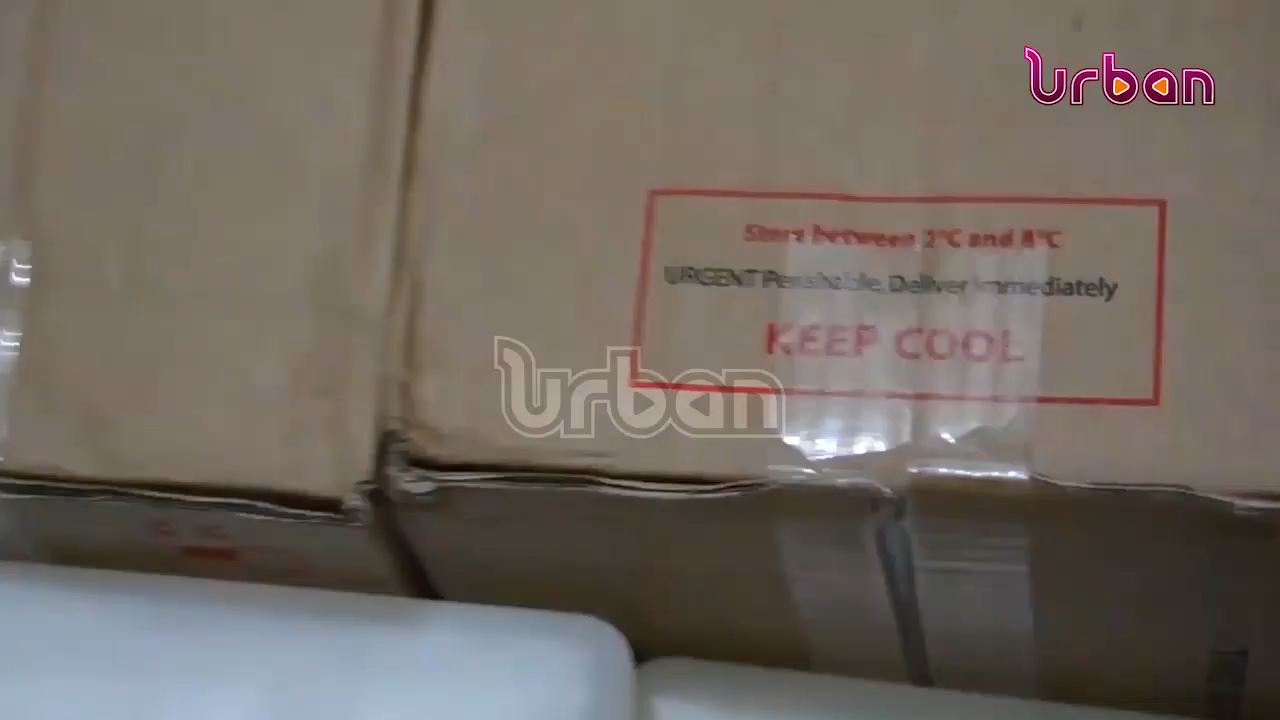 Urban
Store between 2°C and 8°C
URGENT Perishable, Deliver Immediately
KEEP COOL
Urban